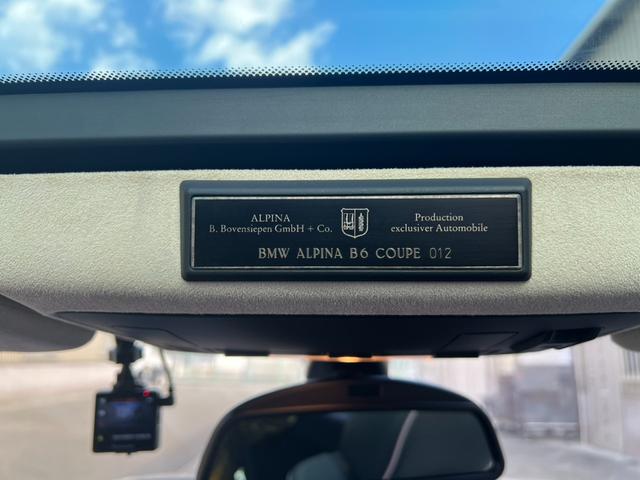 ALPINA
B. Bovensiepen GmbH + Co.
Production
exclusiver Automobile
BMW ALPINA B6 COUPE 012